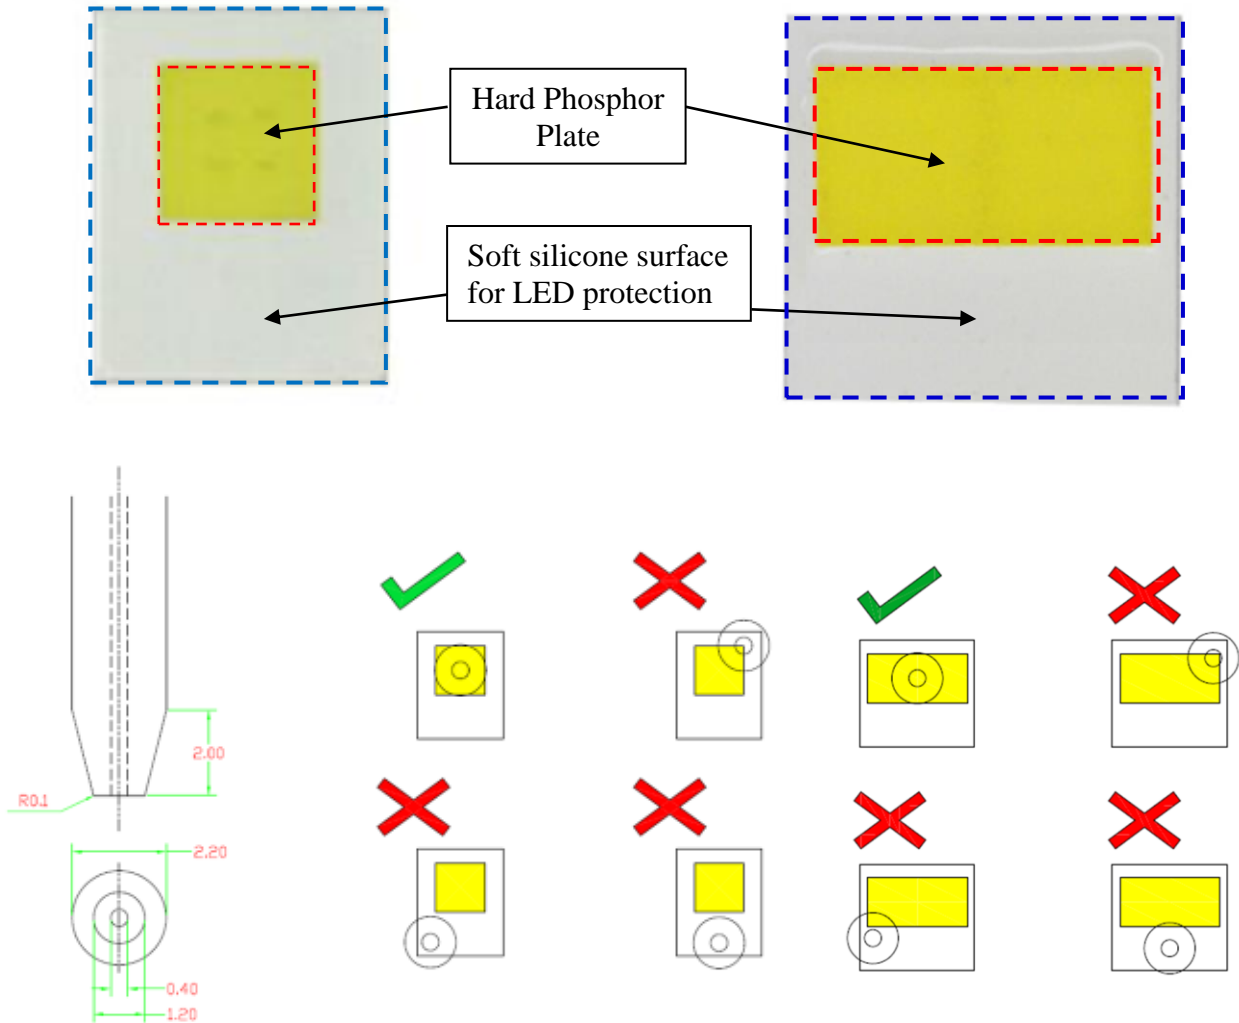 Hard Phosphor
Plate
Soft silicone surface
for LED protection
2.00
R0.1
2.20
0.40
1.20